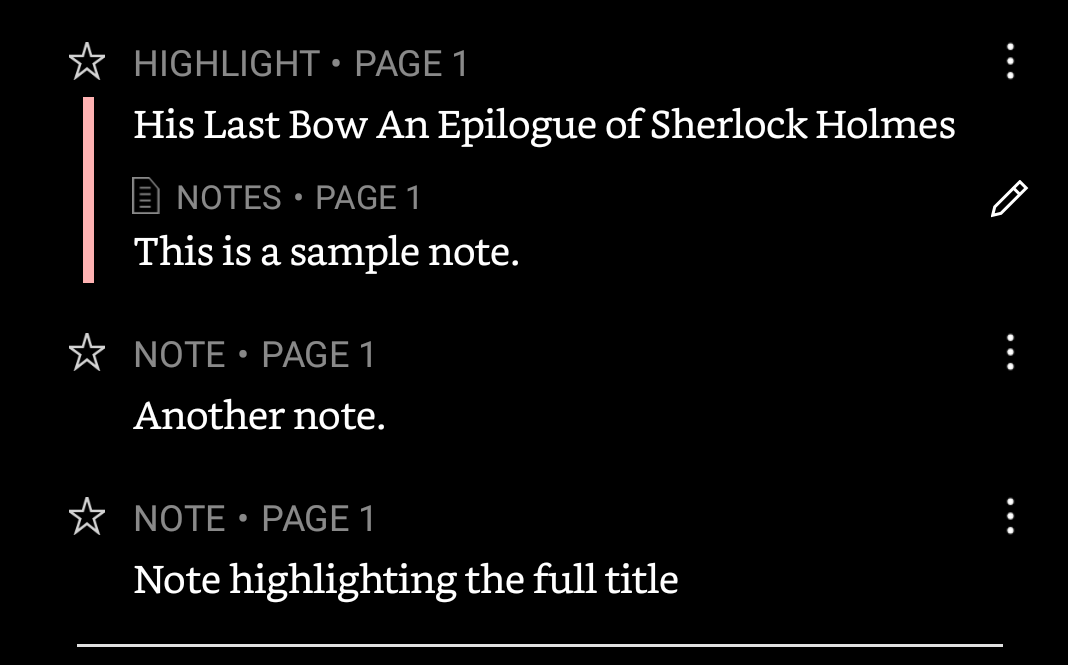 HIGHLIGHT • PAGE 1
His Last Bow An Epilogue of Sherlock Holmes
NOTES • PAGE 1
This is a sample note.
NOTE • PAGE 1
Another note.
NOTE • PAGE 1
Note highlighting the full title